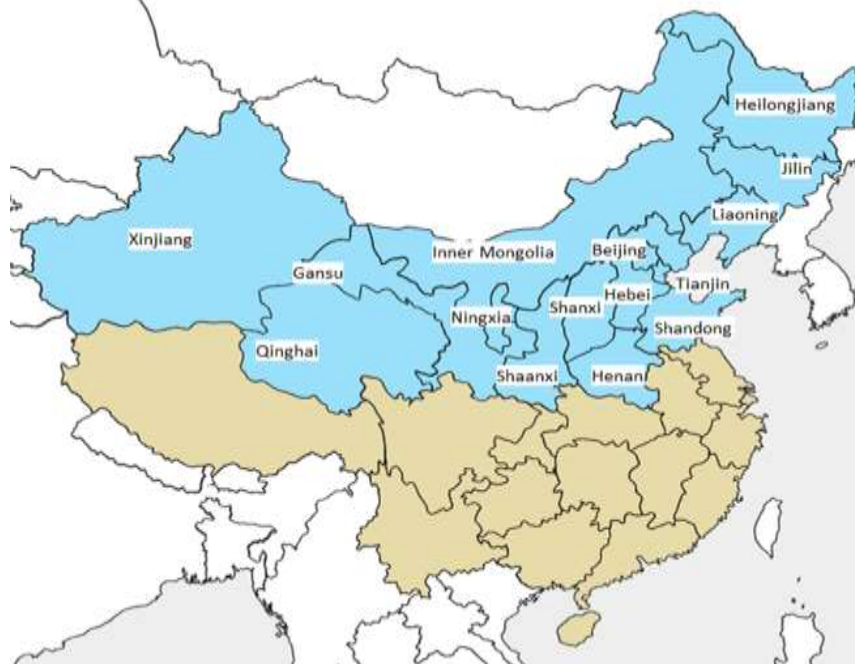 Heilongjiang
Jilin
Liaoning
Xinjiang
Inner Mongolia
Beijing
Gansu
Tianjin
Hebei
Shanxi
Ningxia
Shandong
Qinghai
Shaanxi
Henan